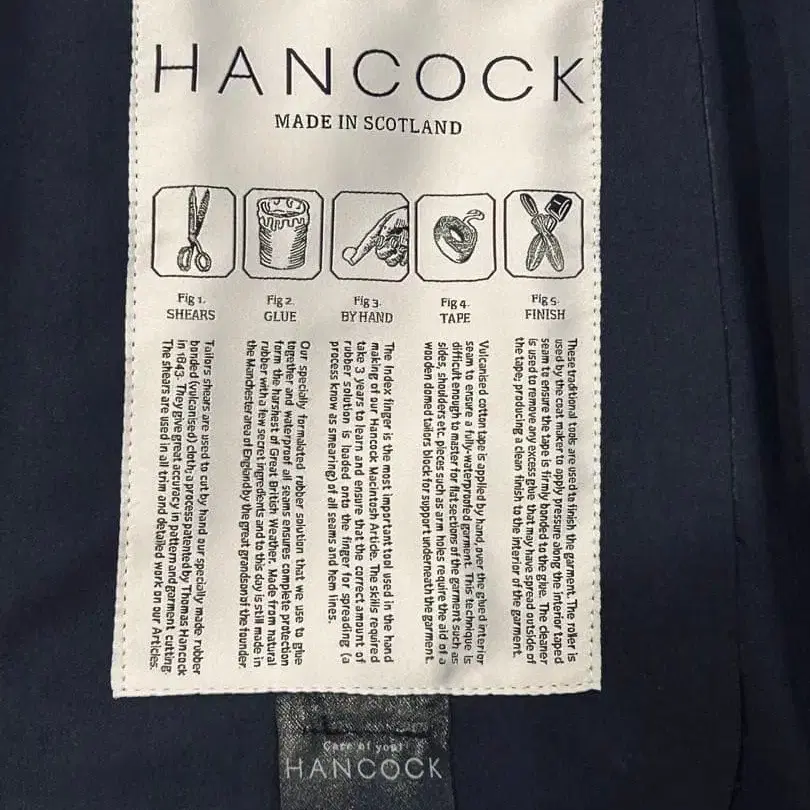 HANCOCK
MADE IN SCOTLAND
Fig 1.
SHEARS
Fig 2.
GLUE
Fig 3.
BY HAND
Fig 4.
TAPE
Fig 5.
FINISH
Tailors shears are used to cut by hand our specially made rubber
bonded (vulcanised) cloth; a process patented by Thomas Hancock
in 1843. They give great accuracy in pattern and garment cutting
The shears are used in all trim and detailed work on our Articles.
Our specially formulated rubber solution that we use to glue
together and waterproof all seams ensures complete protection
form the harshest of Great British Weather. Made from natural
rubber with a few secret ingredients and to this day is still made in
the Manchester area of England by the great grandson of the founder.
The Index finger is the most important tool used in the hand
making of our Hancock Macintosh Article. The skills required
take 3 years to learn and ensure that the correct amount of
rubber solution is loaded onto the finger for spreading (a
process know as smearing) of all seams and hem lines.
Vulcanised cotton tape is applied by hand, over the glued interior
seam to ensure a fully-waterproofed garment. This technique is
difficult enough to master for flat sections of the garment such as
sides, shoulders etc. pieces such as arm holes require the aid of a
wooden domed tailors block for support underneath the garment.
These traditional tools are used to finish the garment. The roller is
used by the coat maker to apply pressure along the interior taped
seam to ensure the tape is firmly bonded to the glue. The cleaner
is used to remove any excess glue that may have spread outside of
the tape; producing a clean finish to the interior of the garment.
Care of your
HANCOCK